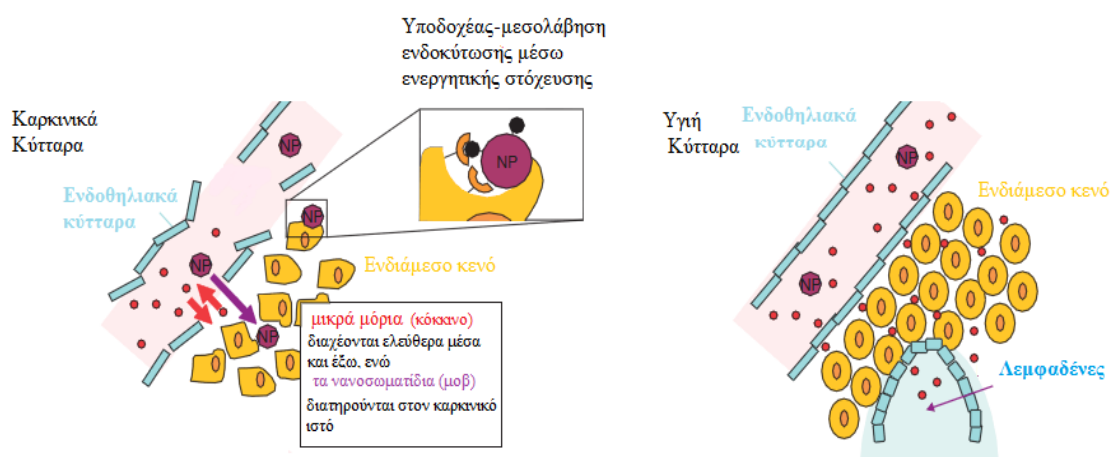 Υποδοχέας-μεσολάβηση
ενδοκύτωσης μέσω
ενεργητικής στόχευσης
Καρκινικά
Κύτταρα
Ενδοθηλιακά
κύτταρα
NP
NP
NP
NP
NP
Ενδιάμεσο κενό
μικρά μόρια (κόκκινο)
διαχέονται ελεύθερα μέσα
και έξω, ενώ
τα νανοσωματίδια (μοβ)
διατηρούνται στον καρκινικό
ιστό
Υγιή
Κύτταρα
Ενδοθηλιακά
κύτταρα
NP
NP
Ενδιάμεσο κενό
Λεμφαδένες